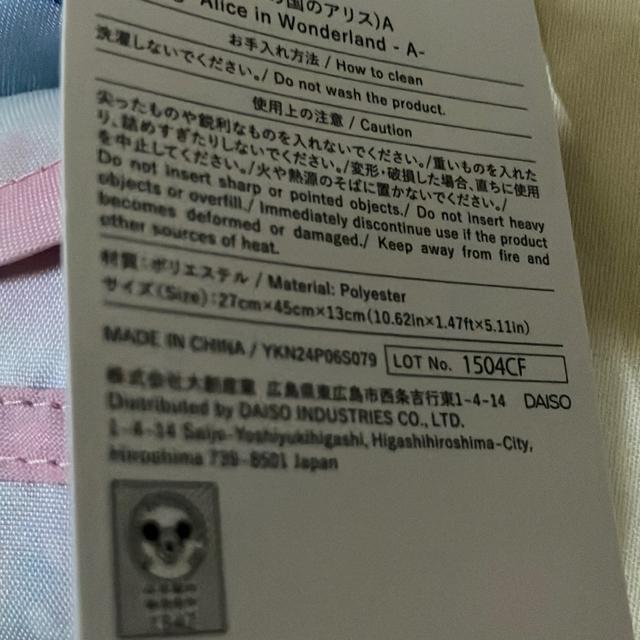 の国のアリス)A
Alice in Wonderland - A-
お手入れ方法 / How to clean
洗濯しないでください。/ Do not wash the product.
使用上の注意 / Caution
尖ったものや鋭利なものを入れないでください。/重いものを入れた
り、詰めすぎたりしないでください。/変形・破損した場合、直ちに使用
を中止してください。/火や熱源のそばに置かないでください。/
Do not insert sharp or pointed objects./ Do not insert heavy
objects or overfill./ Immediately discontinue use if the product
becomes deformed or damaged./ Keep away from fire and
other sources of heat.
材質：ポリエステル / Material: Polyester
サイズ(Size)：27cm×45cm×13cm(10.62in×1.47ft×5.11in)
MADE IN CHINA / YKN24P06S079 LOT No. 1504CF
株式会社大創産業 広島県東広島市西条吉行東1-4-14 DAISO
Distributed by DAISO INDUSTRIES CO., LTD.
1-4-14 Saijo-Yoshiyukihigashi, Higashihiroshima-City,
Hiroshima 739-8501 Japan